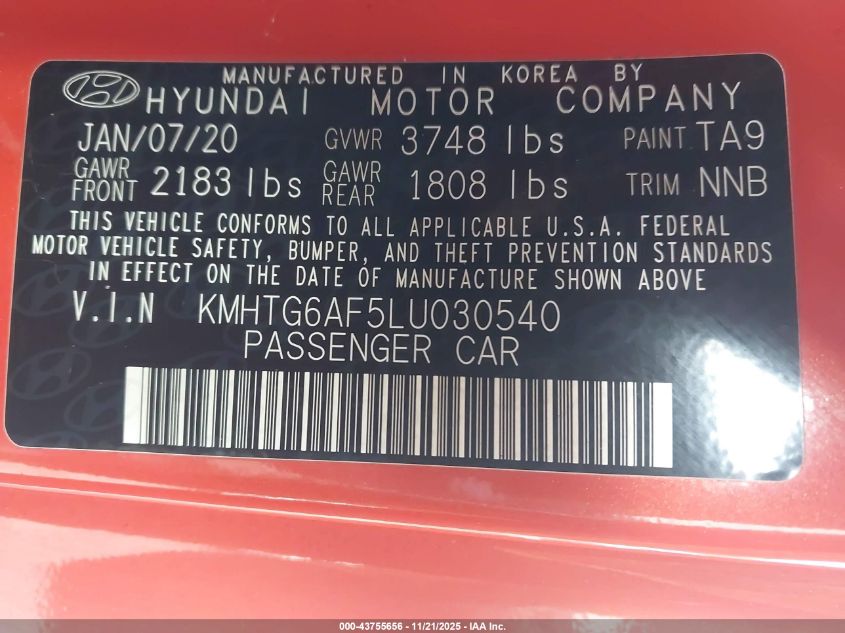 MANUFACTURED IN KOREA BY
HYUNDAI MOTOR COMPANY
JAN/07/20 GVWR 3748 lbs PAINT TA9
GAWR FRONT 2183 lbs GAWR REAR 1808 lbs TRIM NNB
THIS VEHICLE CONFORMS TO ALL APPLICABLE U.S.A. FEDERAL
MOTOR VEHICLE SAFETY, BUMPER, AND THEFT PREVENTION STANDARDS
IN EFFECT ON THE DATE OF MANUFACTURE SHOWN ABOVE
V.I.N KMHTG6AF5LU030540
PASSENGER CAR
000-43755656 - 11/21/2025 - IAA Inc.